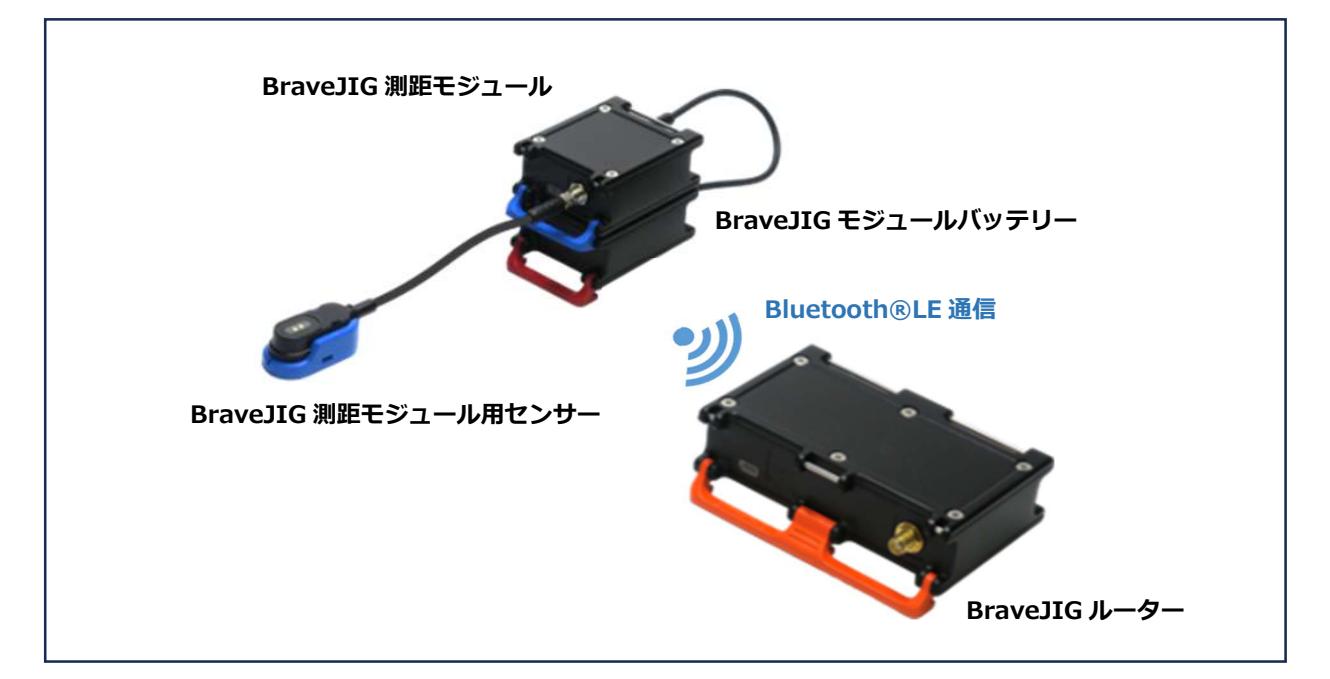 BraveJIG 測距モジュール
BraveJIG モジュールバッテリー
Bluetooth®LE 通信
BraveJIG 測距モジュール用センサー
BraveJIG ルーター